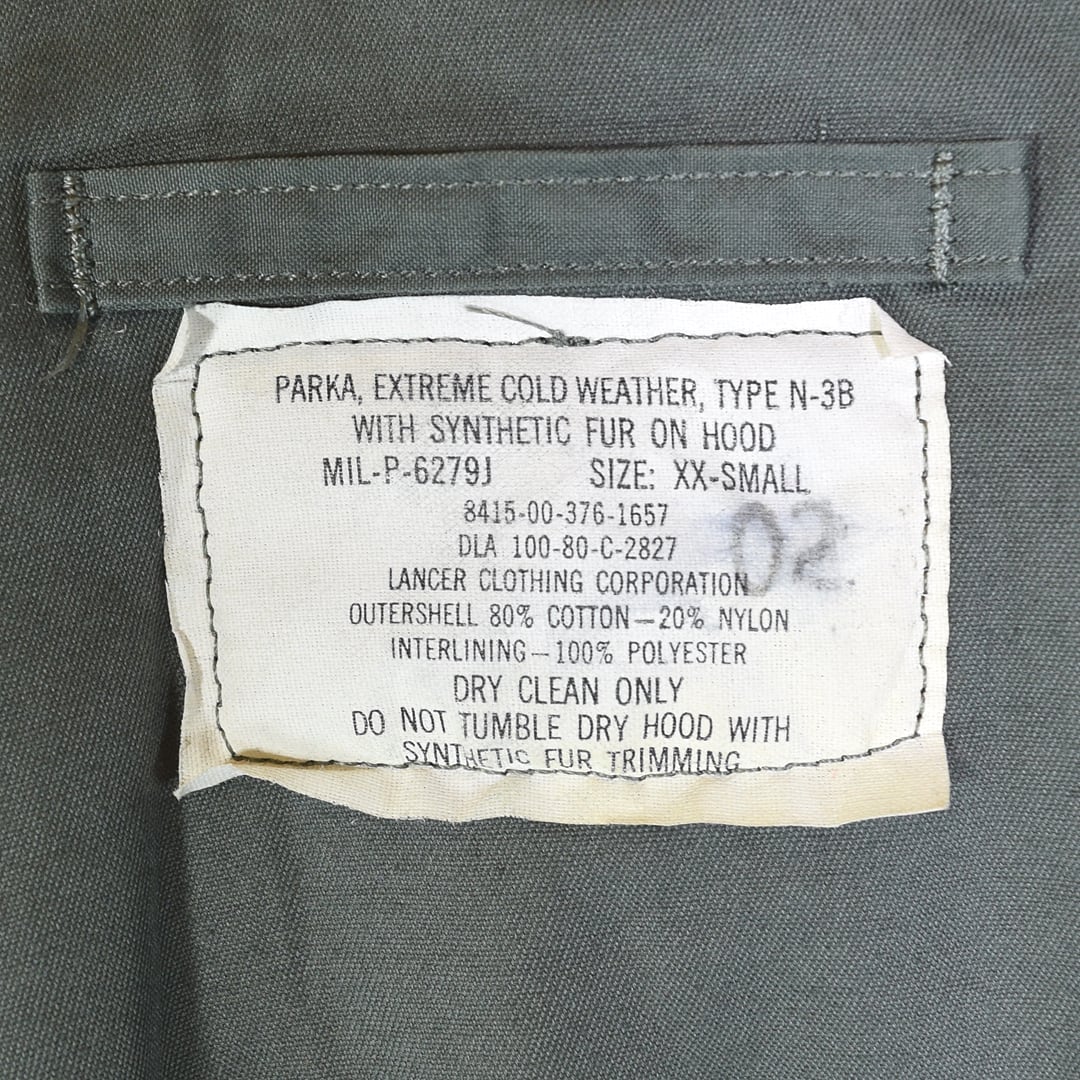 PARKA, EXTREME COLD WEATHER, TYPE N-3B
WITH SYNTHETIC FUR ON HOOD
MIL-P-6279J SIZE: XX-SMALL
8415-00-376-1657
DLA 100-80-C-2827
02
LANCER CLOTHING CORPORATION
OUTERSHELL 80% COTTON—20% NYLON
INTERLINING—100% POLYESTER
DRY CLEAN ONLY
DO NOT TUMBLE DRY HOOD WITH
SYNTHETIC FUR TRIMMING